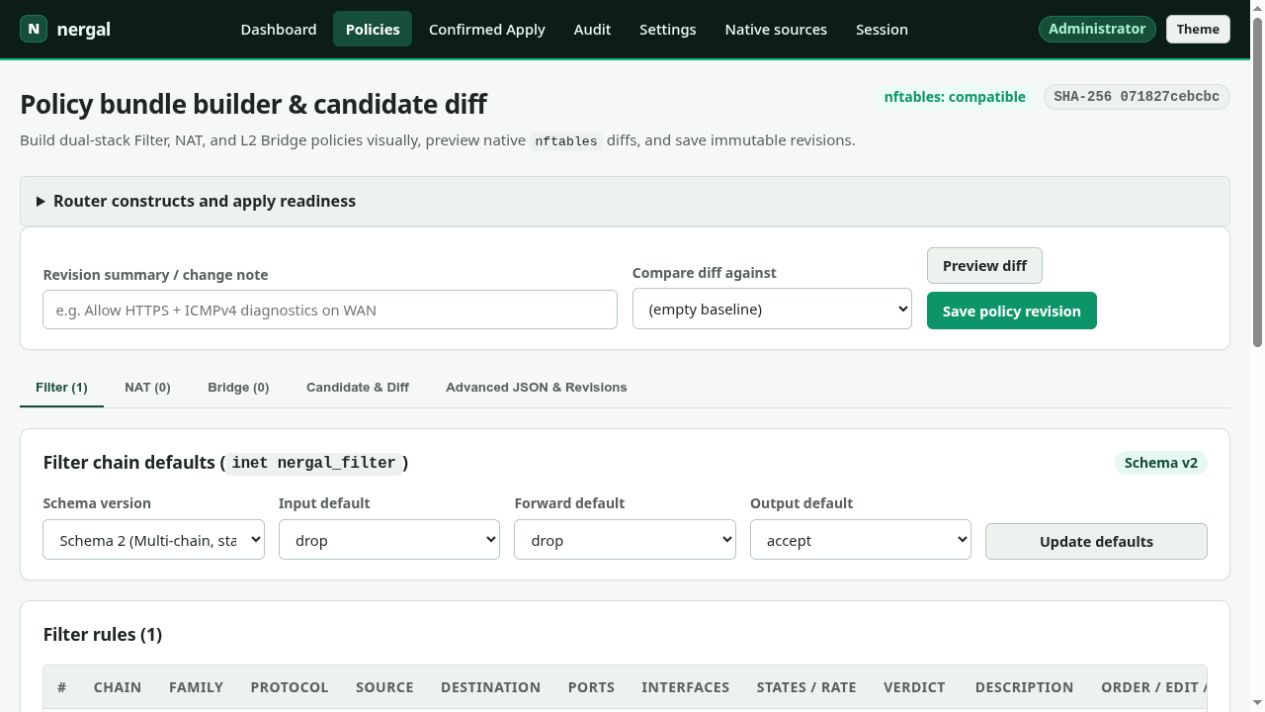 N nergal Dashboard Policies Confirmed Apply Audit Settings Native sources Session Administrator Theme
Policy bundle builder & candidate diff
nftables: compatible SHA-256 071827cebcbc
Build dual-stack Filter, NAT, and L2 Bridge policies visually, preview native nftables diffs, and save immutable revisions.
Router constructs and apply readiness
Revision summary / change note
e.g. Allow HTTPS + ICMPv4 diagnostics on WAN
Compare diff against
(empty baseline)
Preview diff
Save policy revision
Filter (1) NAT (0) Bridge (0) Candidate & Diff Advanced JSON & Revisions
Filter chain defaults (inet nergal_filter) Schema v2
Schema version Input default Forward default Output default
Schema 2 (Multi-chain, sta drop drop accept Update defaults
Filter rules (1)
# CHAIN FAMILY PROTOCOL SOURCE DESTINATION PORTS INTERFACES STATES / RATE VERDICT DESCRIPTION ORDER / EDIT /